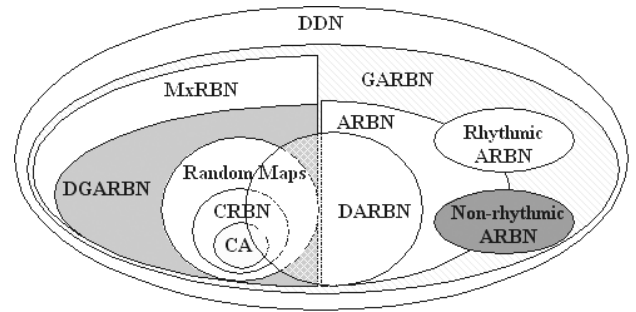 DDN
GARBN
MxRBN
ARBN
Rhythmic
ARBN
Random Maps
DGARBN
CRBN
DARBN
Non-rhythmic
ARBN
CA